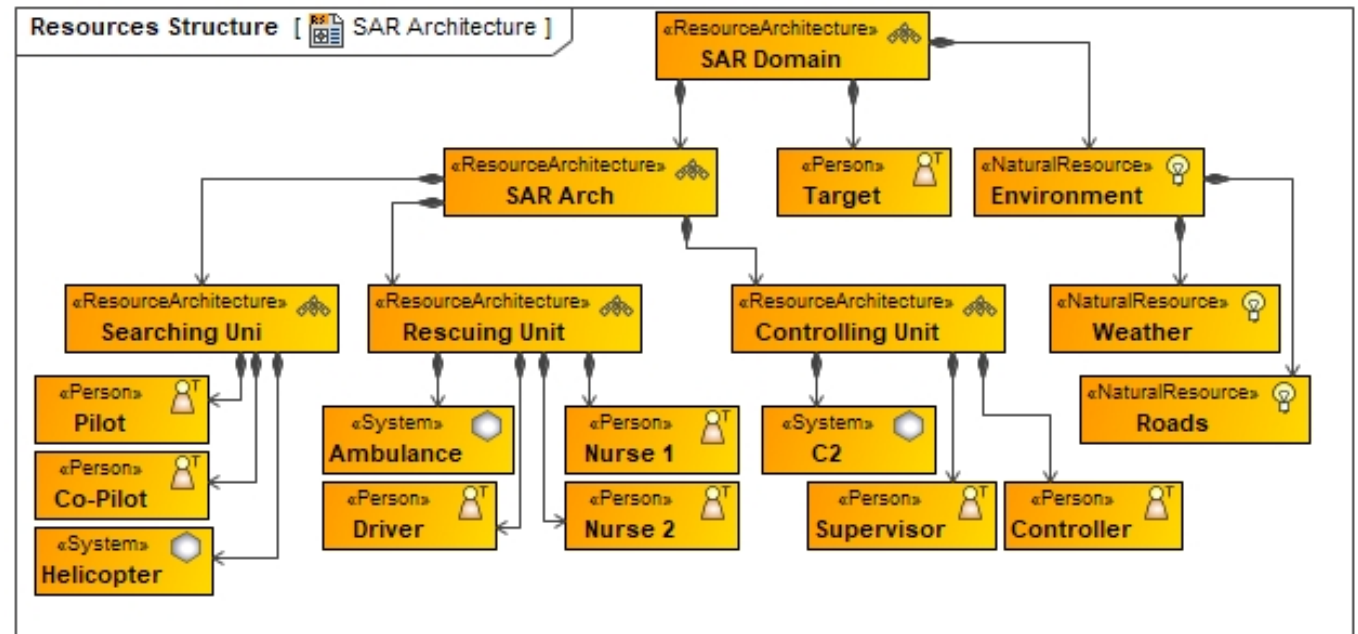 Resources Structure [ SAR Architecture ]
«ResourceArchitecture»
SAR Domain
«ResourceArchitecture»
SAR Arch
«Person»
Target
«NaturalResource»
Environment
«ResourceArchitecture»
Searching Uni
«ResourceArchitecture»
Rescuing Unit
«ResourceArchitecture»
Controlling Unit
«NaturalResource»
Weather
«Person»
Pilot
«NaturalResource»
Roads
«System»
Ambulance
«Person»
Nurse 1
«System»
C2
«Person»
Co-Pilot
«Person»
Driver
«Person»
Nurse 2
«Person»
Supervisor
«Person»
Controller
«System»
Helicopter